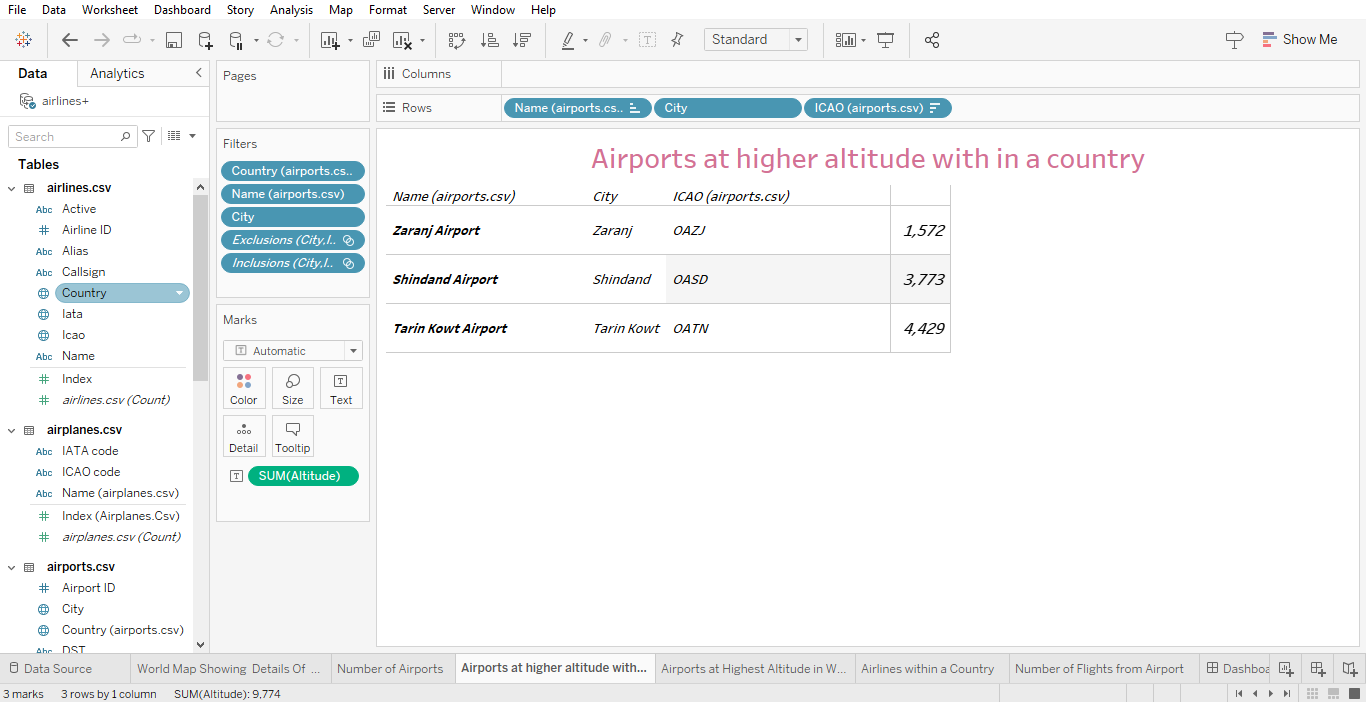 File Data Worksheet Dashboard Story Analysis Map Format Server Window Help
Standard
Show Me
Data Analytics
airlines+
Search
Tables
airlines.csv
Abc Active
# Airline ID
Abc Alias
Abc Callsign
Country
Iata
Icao
Abc Name
# Index
# airlines.csv (Count)
airplanes.csv
Abc IATA code
Abc ICAO code
Abc Name (airplanes.csv)
# Index (Airplanes.Csv)
# airplanes.csv (Count)
airports.csv
# Airport ID
City
Country (airports.csv)
Abc DST
Pages
Filters
Country (airports.cs..
Name (airports.csv)
City
Exclusions (City,I..
Inclusions (City,I..
Marks
T Automatic
Color Size Text
Detail Tooltip
T SUM(Altitude)
Columns
Rows Name (airports.cs.. City ICAO (airports.csv)
Airports at higher altitude with in a country
Name (airports.csv) City ICAO (airports.csv)
Zaranj Airport Zaranj OAZJ 1,572
Shindand Airport Shindand OASD 3,773
Tarin Kowt Airport Tarin Kowt OATN 4,429
Data Source World Map Showing Details Of ... Number of Airports Airports at higher altitude with... Airports at Highest Altitude in W... Airlines within a Country Number of Flights from Airport Dashboa
3 marks 3 rows by 1 column SUM(Altitude): 9,774